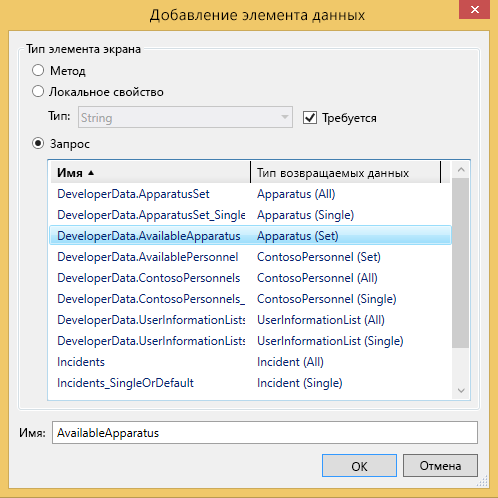 Добавление элемента данных
Тип элемента экрана
Метод
Локальное свойство
Тип: String Требуется
Запрос
Имя Тип возвращаемых данных
DeveloperData.ApparatusSet Apparatus (All)
DeveloperData.ApparatusSet_Single Apparatus (Single)
DeveloperData.AvailableApparatus Apparatus (Set)
DeveloperData.AvailablePersonnel ContosoPersonnel (Set)
DeveloperData.ContosoPersonnels ContosoPersonnel (All)
DeveloperData.ContosoPersonnels_ ContosoPersonnel (Single)
DeveloperData.UserInformationLists UserInformationList (All)
DeveloperData.UserInformationLists UserInformationList (Single)
Incidents Incident (All)
Incidents_SingleOrDefault Incident (Single)
Имя: AvailableApparatus
ОК Отмена